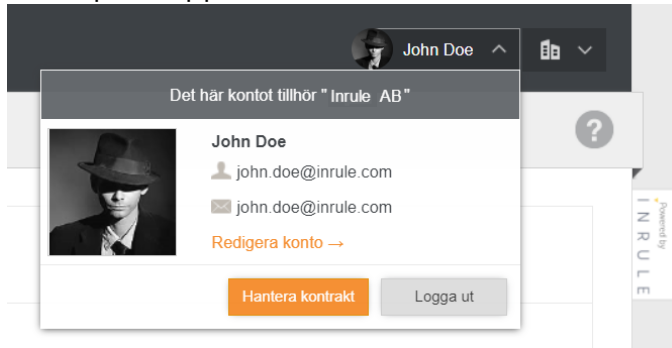 John Doe
Det här kontot tillhör "Inrule AB"
John Doe
john.doe@inrule.com
john.doe@inrule.com
Redigera konto →
Hantera kontrakt
Logga ut
?
Powered by
INRULE